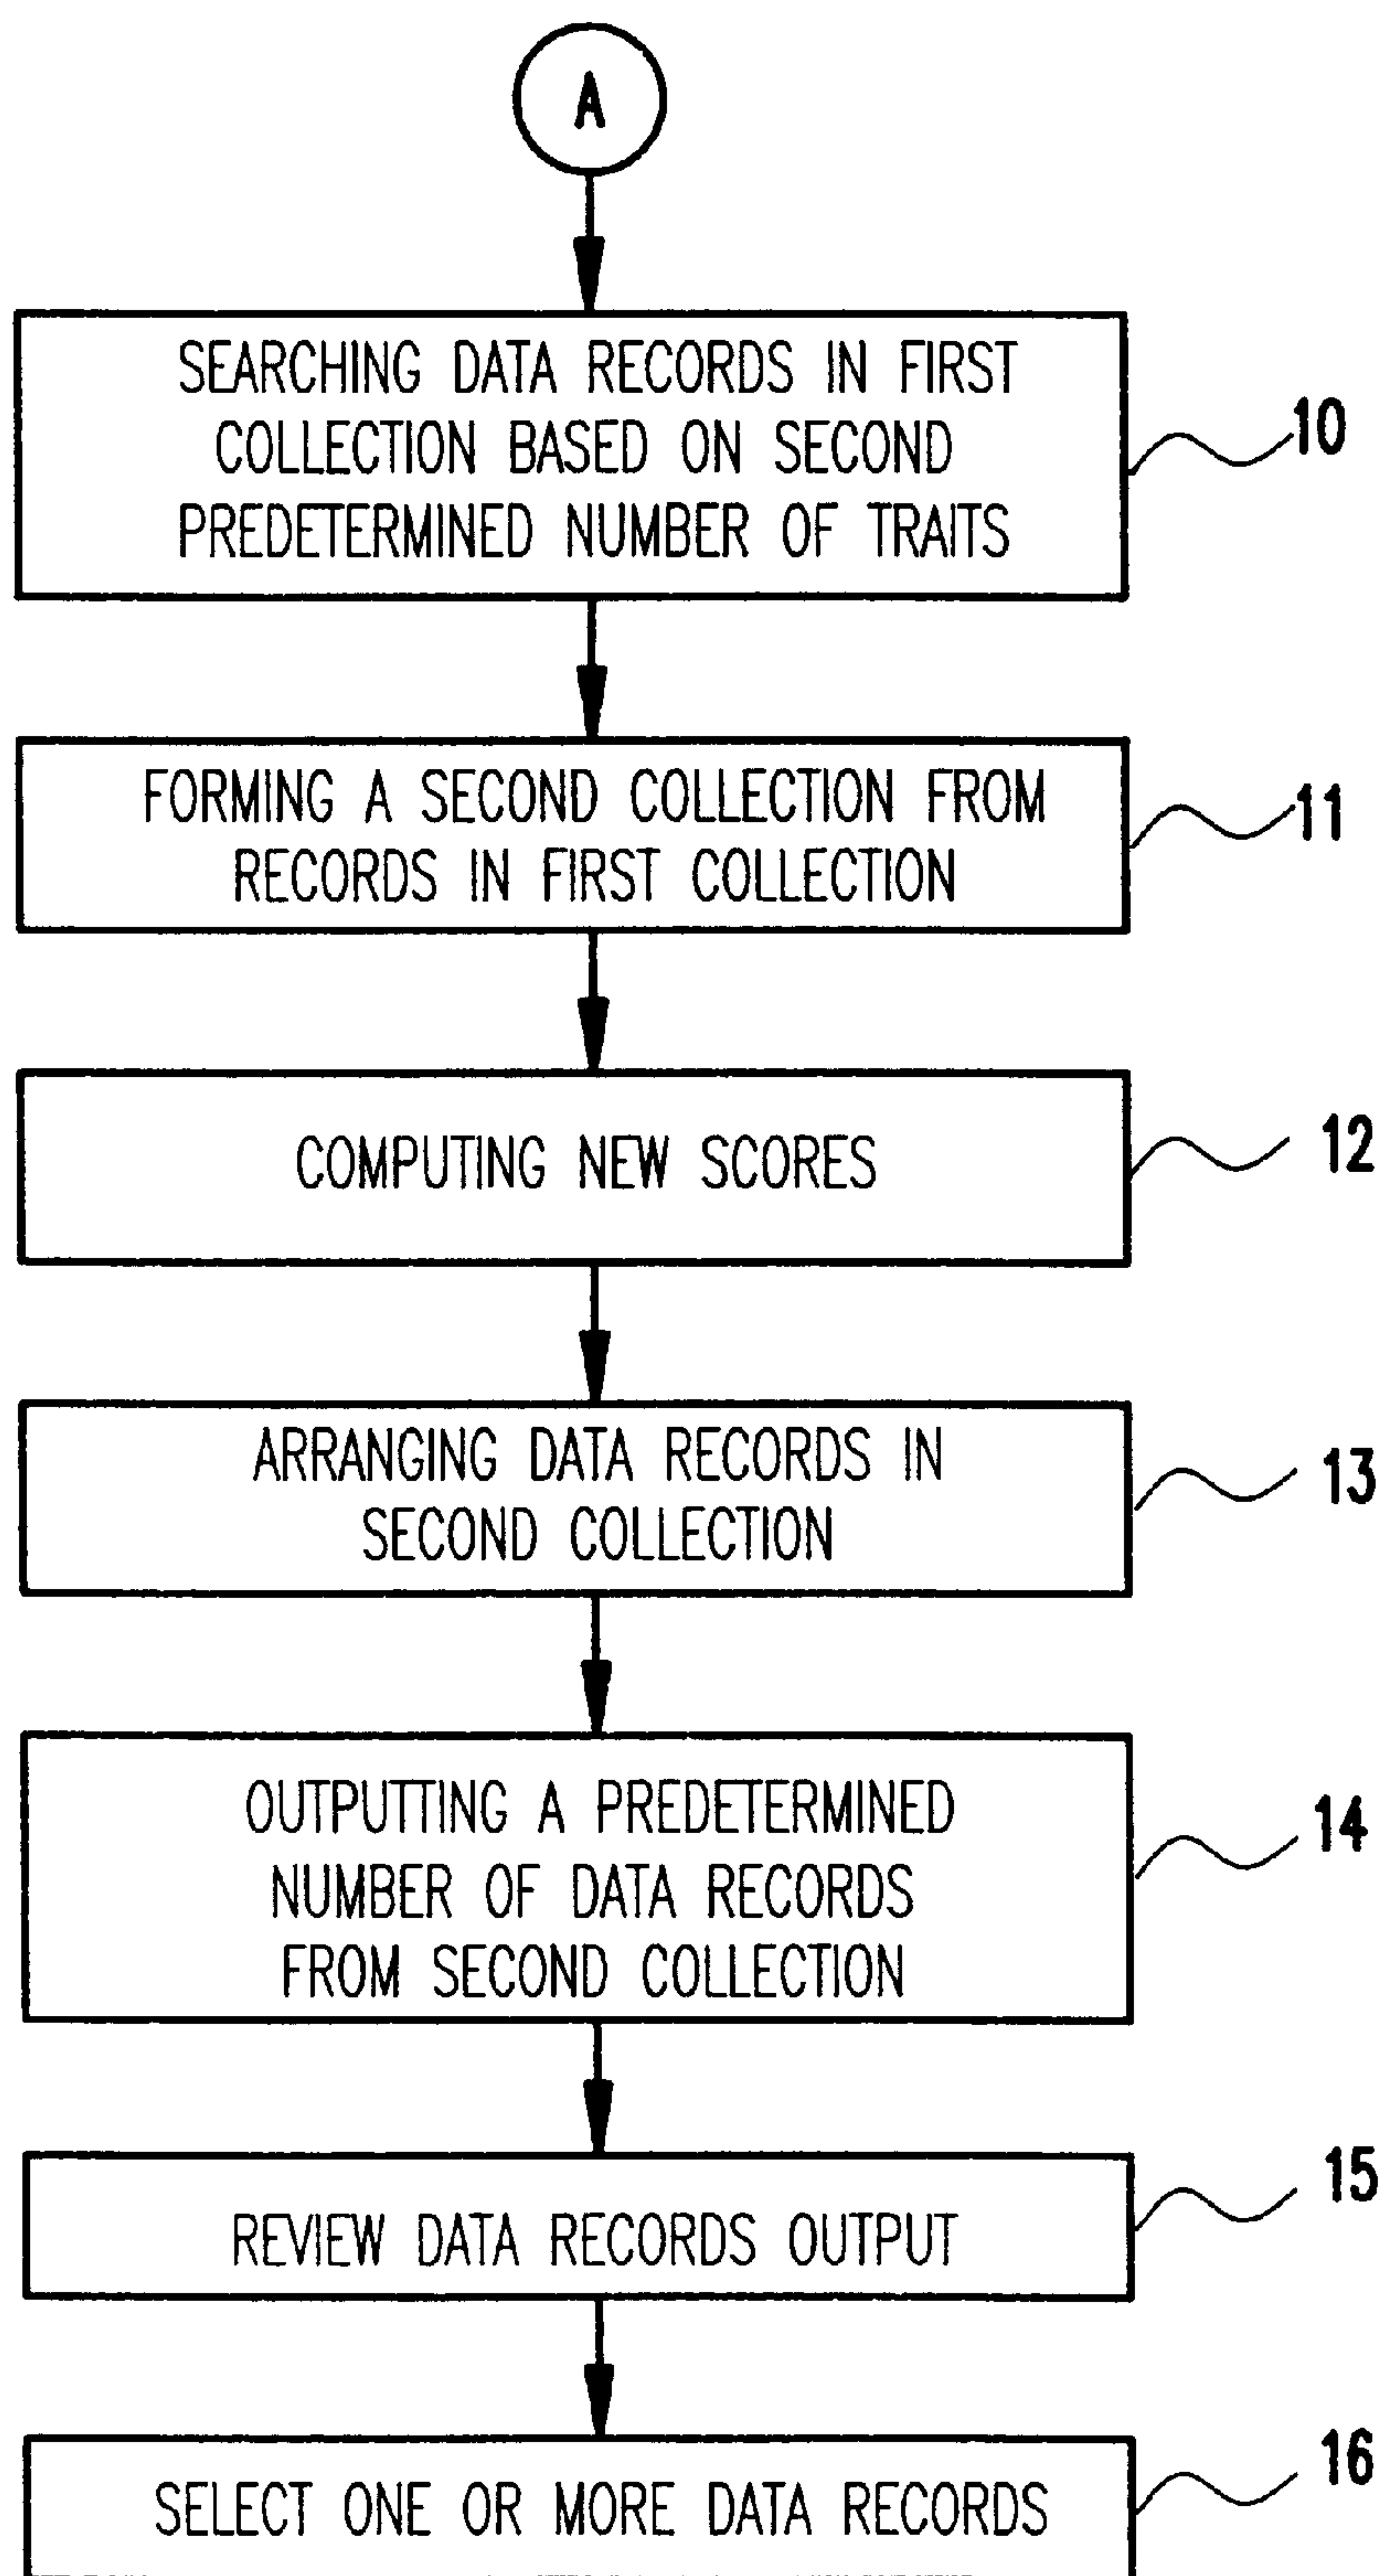 A
SEARCHING DATA RECORDS IN FIRST
COLLECTION BASED ON SECOND
PREDETERMINED NUMBER OF TRAITS
10
FORMING A SECOND COLLECTION FROM
RECORDS IN FIRST COLLECTION
11
COMPUTING NEW SCORES
12
ARRANGING DATA RECORDS IN
SECOND COLLECTION
13
OUTPUTTING A PREDETERMINED
NUMBER OF DATA RECORDS
FROM SECOND COLLECTION
14
REVIEW DATA RECORDS OUTPUT
15
SELECT ONE OR MORE DATA RECORDS
16